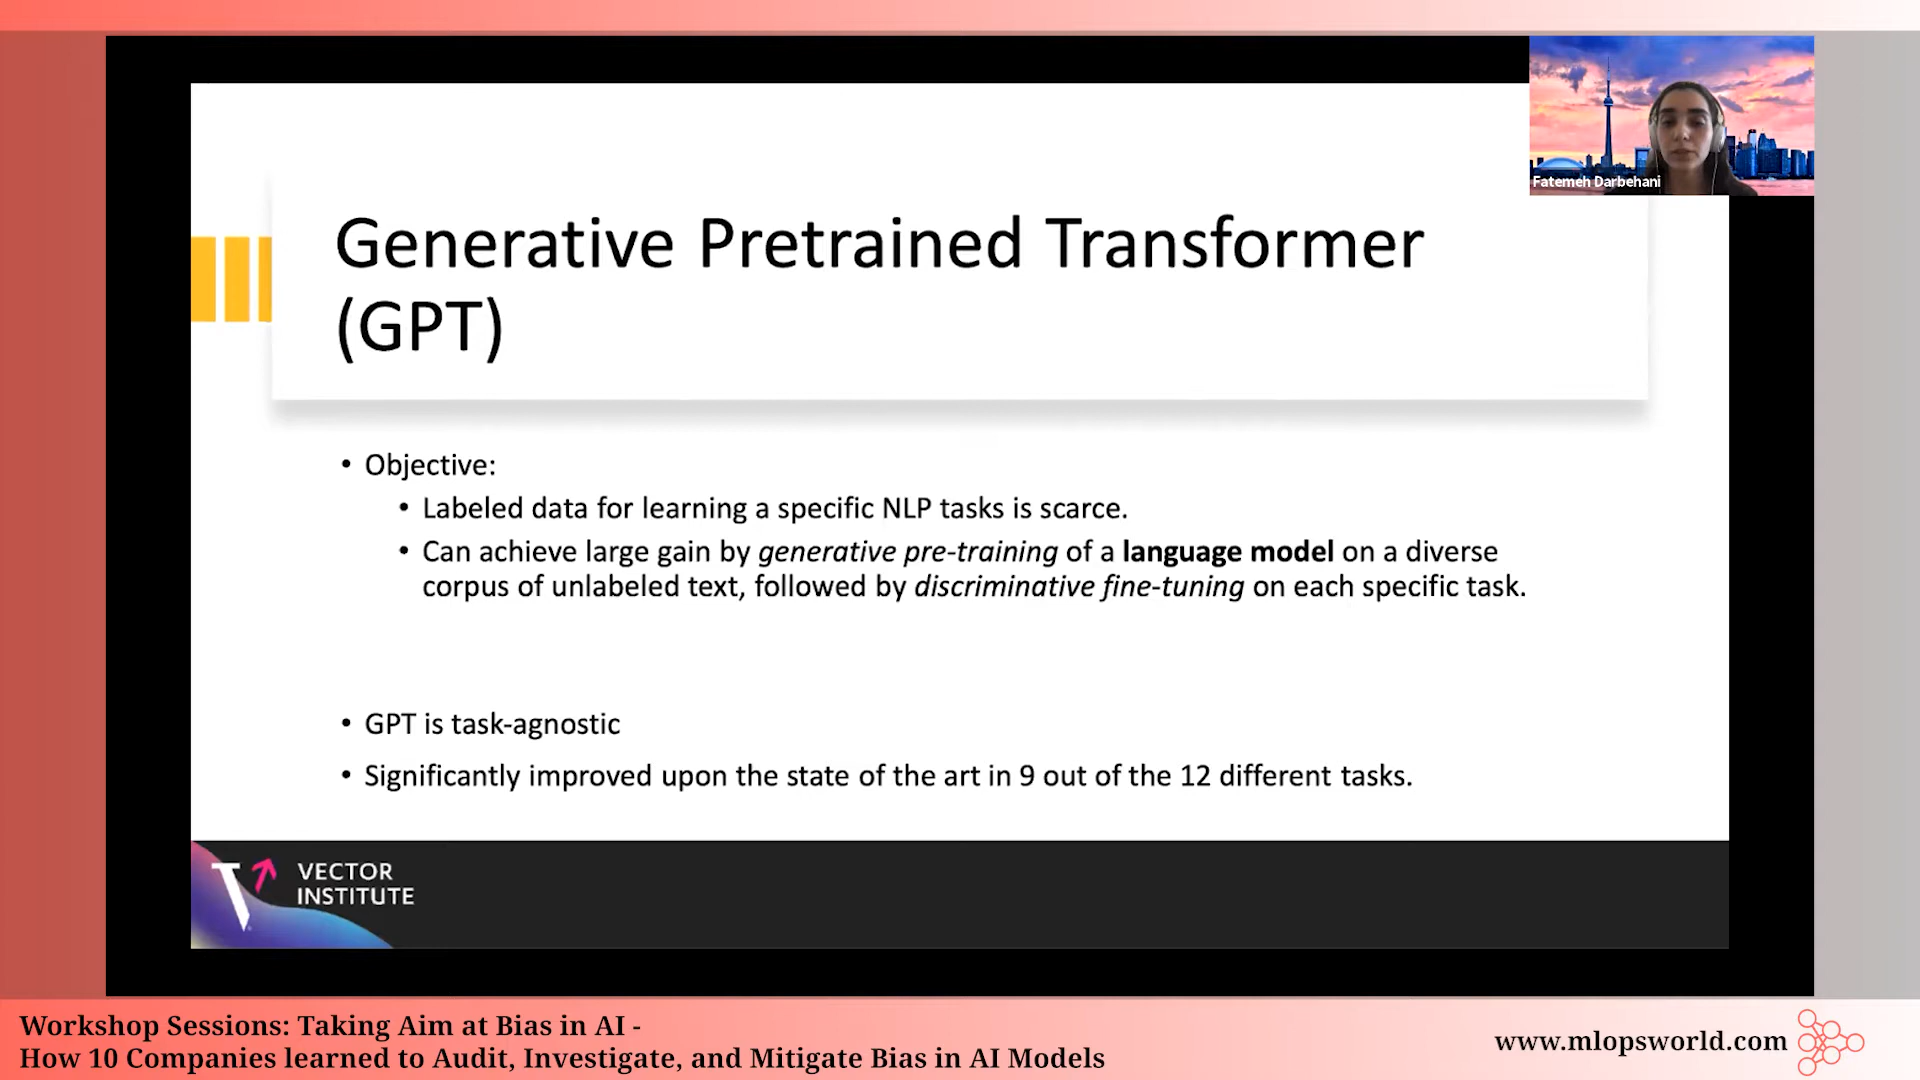 Fatemeh Darbehani
Generative Pretrained Transformer
(GPT)
• Objective:
• Labeled data for learning a specific NLP tasks is scarce.
• Can achieve large gain by generative pre-training of a language model on a diverse
corpus of unlabeled text, followed by discriminative fine-tuning on each specific task.
• GPT is task-agnostic
• Significantly improved upon the state of the art in 9 out of the 12 different tasks.
VECTOR
INSTITUTE
Workshop Sessions: Taking Aim at Bias in AI -
How 10 Companies learned to Audit, Investigate, and Mitigate Bias in AI Models
www.mlopsworld.com